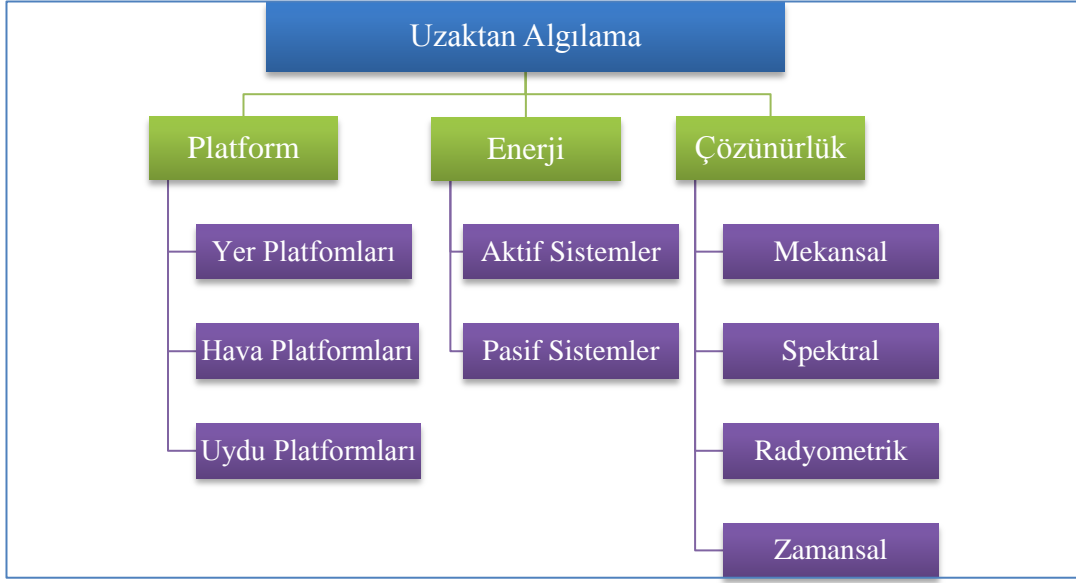 Uzaktan Algılama
Platform
Yer Platfomları
Hava Platformları
Uydu Platformları
Enerji
Aktif Sistemler
Pasif Sistemler
Çözünürlük
Mekansal
Spektral
Radyometrik
Zamansal